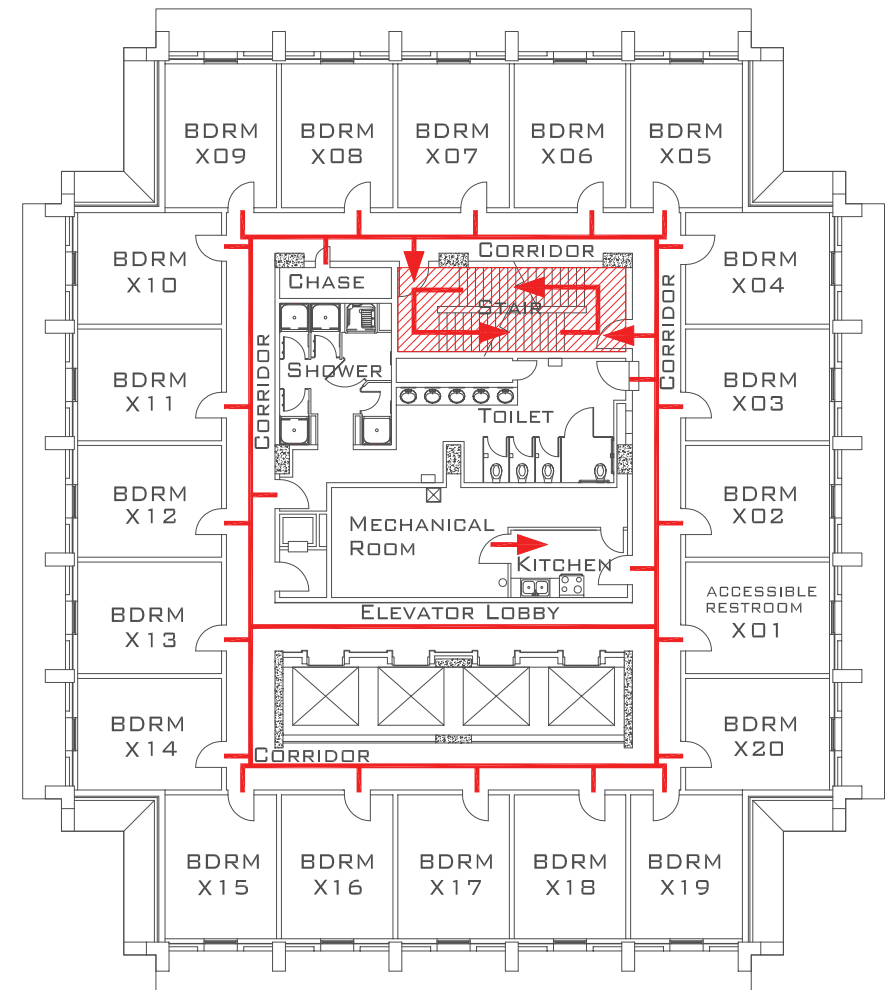 BDRM
X09
BDRM
X08
BDRM
X07
BDRM
X06
BDRM
X05
BDRM
X10
CORRIDOR
BDRM
X04
CHASE
STAIR
CORRIDOR
CORRIDOR
SHOWER
BDRM
X11
BDRM
X03
TOILET
BDRM
X12
BDRM
X02
MECHANICAL
ROOM
KITCHEN
ACCESSIBLE
RESTROOM
X01
ELEVATOR LOBBY
BDRM
X13
BDRM
X14
BDRM
X20
CORRIDOR
BDRM
X15
BDRM
X16
BDRM
X17
BDRM
X18
BDRM
X19